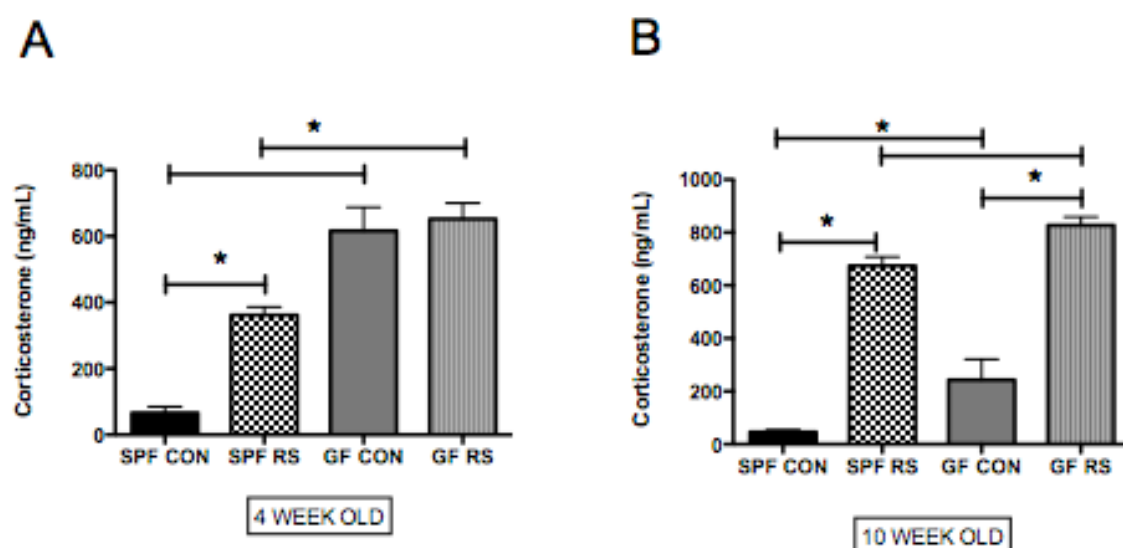 A
*
*
Corticosterone (ng/mL)
800
600
400
200
0
SPF CON SPF RS GF CON GF RS
4 WEEK OLD
B
*
*
*
Corticosterone (ng/mL)
1000
800
600
400
200
0
SPF CON SPF RS GF CON GF RS
10 WEEK OLD